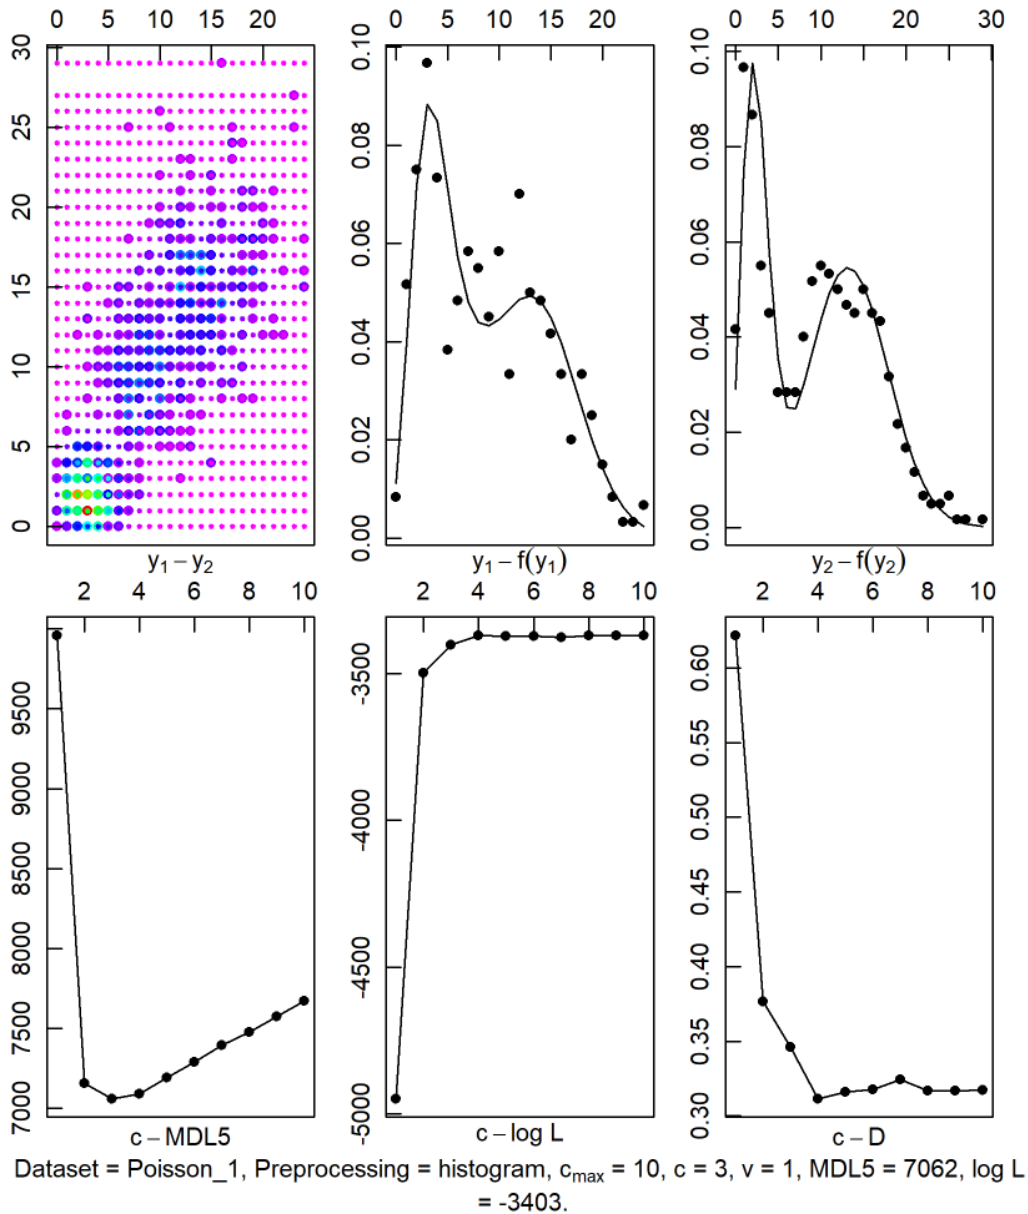 0 5 10 15 20
0 5 10 15 20
0 5 10 15 20 30
0 5 10 15 20 25 30
0.00 0.02 0.04 0.06 0.08 0.10
0.00 0.02 0.04 0.06 0.08 0.10
y₁ − y₂
y₁ − f(y₁)
y₂ − f(y₂)
2 4 6 8 10
2 4 6 8 10
2 4 6 8 10
7000 7500 8000 8500 9000 9500
-5000 -4500 -4000 -3500
0.30 0.35 0.40 0.45 0.50 0.55 0.60
c − MDL5
c − log L
c − D
Dataset = Poisson_1, Preprocessing = histogram, cₘₐₓ = 10, c = 3, v = 1, MDL5 = 7062, log L
= -3403.